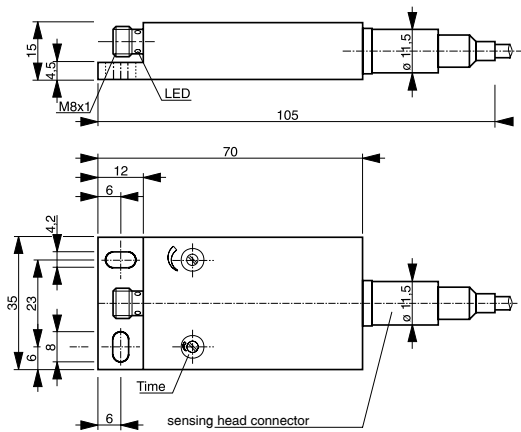 15
4,5
M8x1
LED
ø 11,5
105
70
12
6
4,2
35
23
6
8
ø 11,5
Time
6
sensing head connector